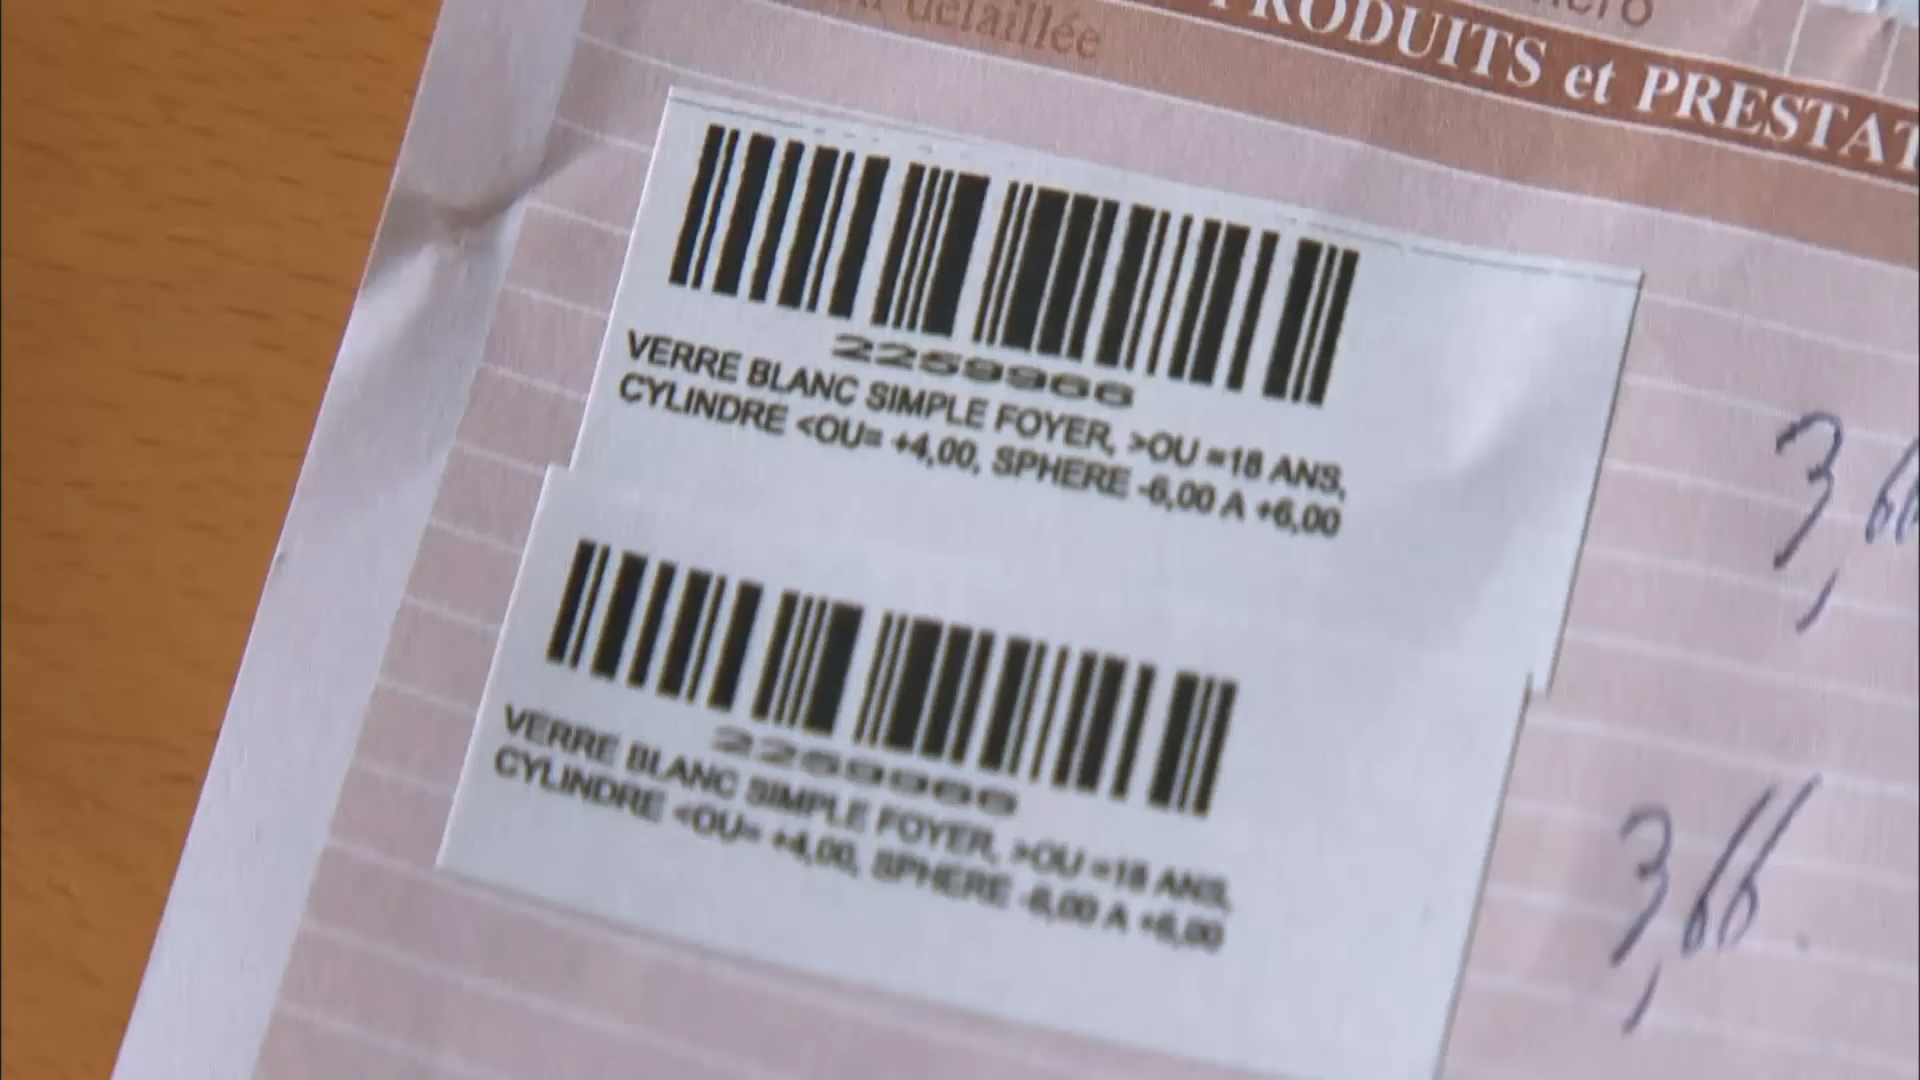 détaillée
PRODUITS et PRESTAT
2259966
VERRE BLANC SIMPLE FOYER, >OU =18 ANS,
CYLINDRE <OU= +4,00, SPHERE -6,00 A +6,00
3,66
2259966
VERRE BLANC SIMPLE FOYER, >OU =18 ANS,
CYLINDRE <OU= +4,00, SPHERE -6,00 A +6,00
3,66